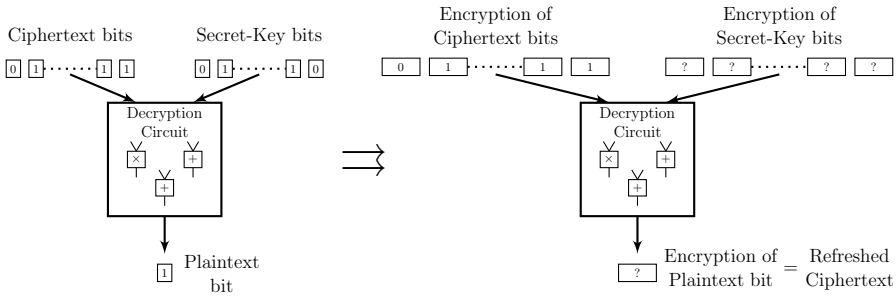 Ciphertext bits
Secret-Key bits
0 1 1 1
0 1 1 0
Decryption
Circuit
× +
+
1
Plaintext
bit
Encryption of
Ciphertext bits
Encryption of
Secret-Key bits
0 1 1 1
? ? ? ?
Decryption
Circuit
× +
+
?
Encryption of
Plaintext bit
=
Refreshed
Ciphertext